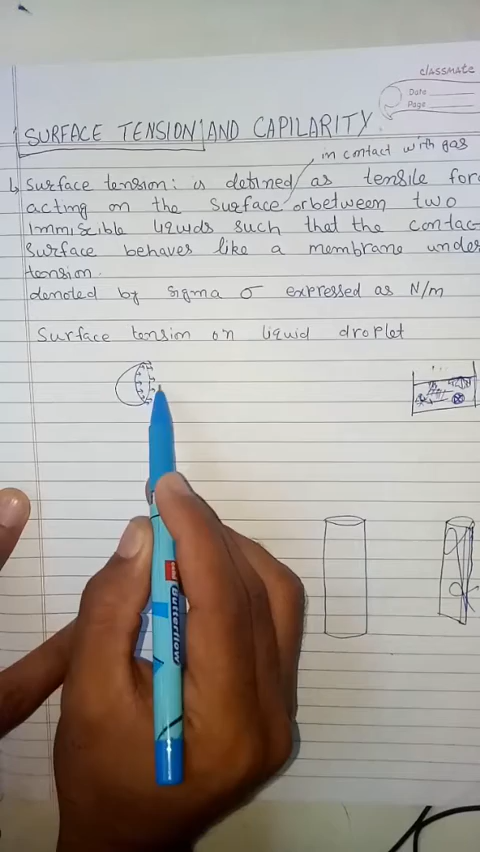 classmate
Date
Page
SURFACE TENSION AND CAPILARITY
in contact with gas
Surface tension: is defined as tensile for
acting on the surface or between two
immiscible liquids such that the contac
surface behaves like a membrane unde
tension.
denoted by sigma σ expressed as N/m
Surface tension on liquid droplet
Butterflow